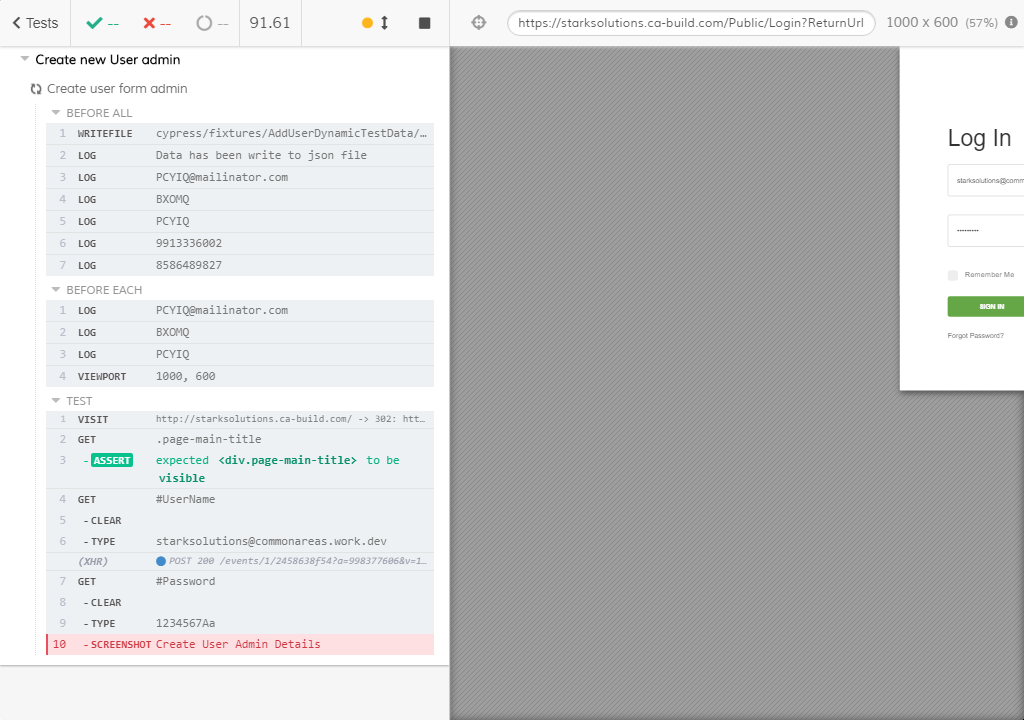 Tests
--
--
--
91.61
https://starksolutions.ca-build.com/Public/Login?ReturnUrl
1000 x 600 (57%)
Create new User admin
Create user form admin
BEFORE ALL
1 WRITEFILE cypress/fixtures/AddUserDynamicTestData/…
2 LOG Data has been write to json file
3 LOG PCYIQ@mailinator.com
4 LOG BXOMQ
5 LOG PCYIQ
6 LOG 9913336002
7 LOG 8586489827
BEFORE EACH
1 LOG PCYIQ@mailinator.com
2 LOG BXOMQ
3 LOG PCYIQ
4 VIEWPORT 1000, 600
TEST
1 VISIT http://starksolutions.ca-build.com/ -> 302: htt…
2 GET .page-main-title
3 -ASSERT expected <div.page-main-title> to be
visible
4 GET #UserName
5 -CLEAR
6 -TYPE starksolutions@commonareas.work.dev
(XHR) POST 200 /events/1/2458638f54?a=998377606&v=1…
7 GET #Password
8 -CLEAR
9 -TYPE 1234567Aa
10 -SCREENSHOT Create User Admin Details
Log In
starksolutions@comm
Remember Me
SIGN IN
Forgot Password?